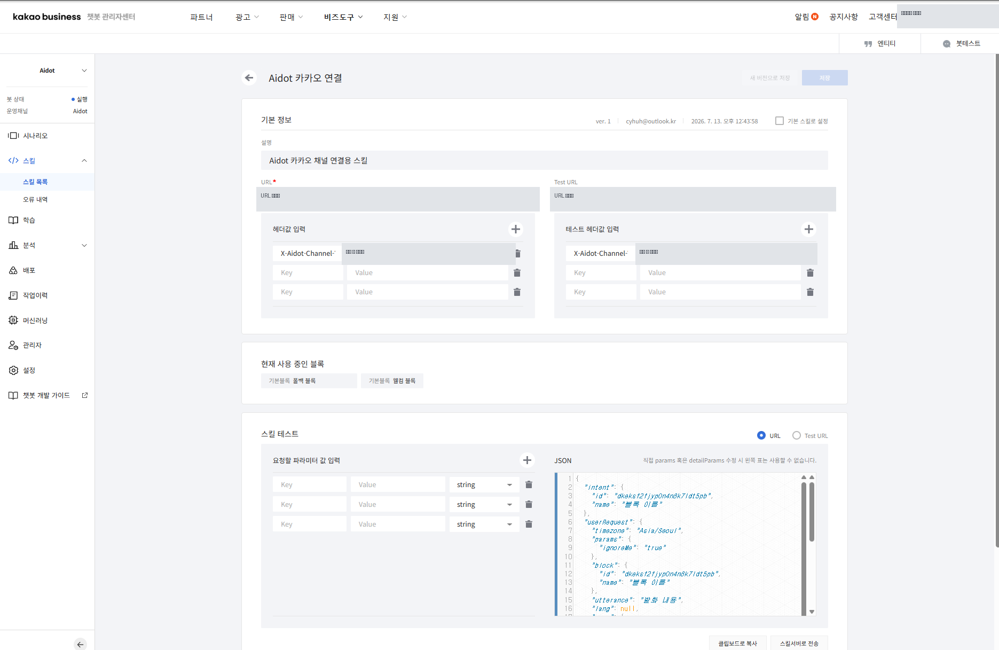 kakao business 챗봇 관리자센터
파트너 광고 판매 비즈도구 지원
알림 N 공지사항 고객센터
엔티티 봇테스트
Aidot
봇 상태 실행
운영채널 Aidot
시나리오
스킬
스킬 목록
오류 내역
학습
분석
배포
작업이력
머신러닝
관리자
설정
챗봇 개발 가이드
Aidot 카카오 연결
새 버전으로 저장 저장
기본 정보
ver. 1 cyhuh@outlook.kr 2026. 7. 13. 오후 12:43:58 기본 스킬로 설정
설명
Aidot 카카오 채널 연결용 스킬
URL* Test URL
URL URL
헤더값 입력 테스트 헤더값 입력
X-Aidot-Channel- X-Aidot-Channel-
Key Value Key Value
Key Value Key Value
현재 사용 중인 블록
기본블록 폴백 블록 기본블록 웰컴 블록
스킬 테스트
URL Test URL
요청할 파라미터 값 입력
Key Value string
Key Value string
Key Value string
JSON 직접 params 혹은 detailParams 수정 시 왼쪽 표는 사용할 수 없습니다.
1 {
2 "intent": {
3 "id": "dkeksf2fjyp0n4n6k7ldt5pb",
4 "name": "블록 이름"
5 },
6 "userRequest": {
7 "timezone": "Asia/Seoul",
8 "params": {
9 "ignoreMe": "true"
10 },
11 "block": {
12 "id": "dkeksf2fjyp0n4n6k7ldt5pb",
13 "name": "블록 이름"
14 },
15 "utterance": "발화 내용",
16 "lang": null,
클립보드로 복사 스킬서버로 전송